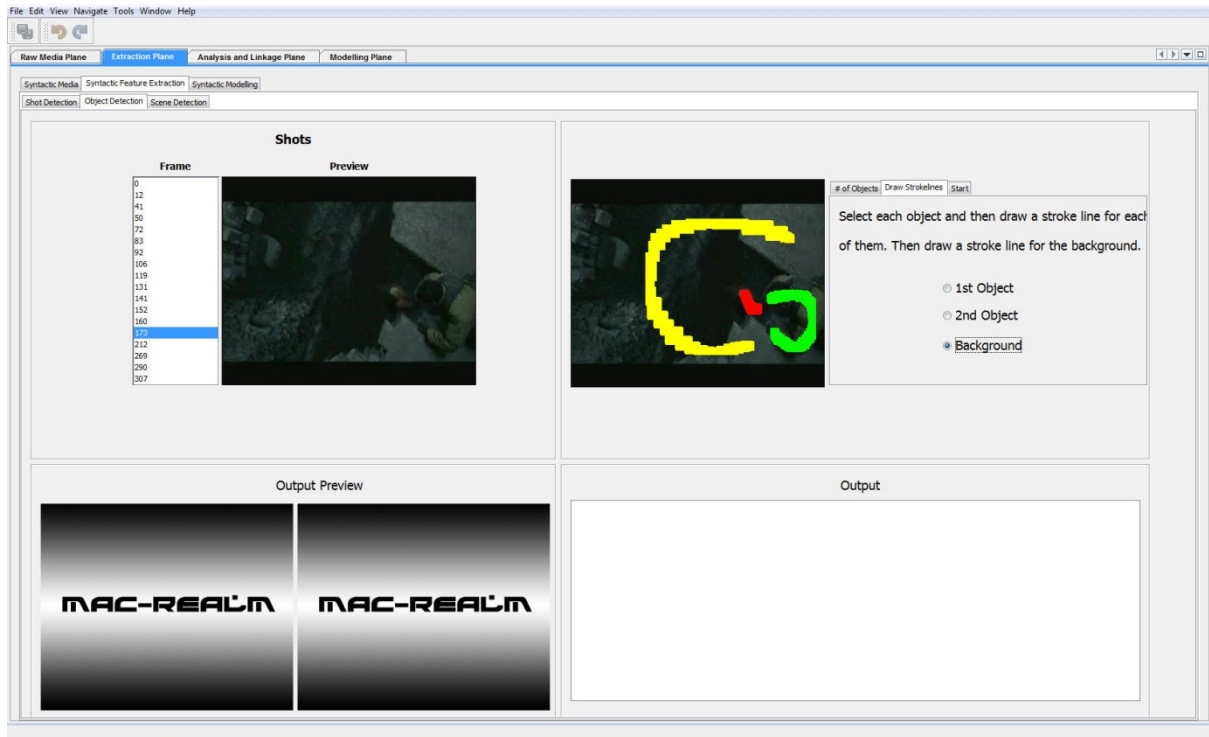 File Edit View Navigate Tools Window Help
Raw Media Plane Extraction Plane Analysis and Linkage Plane Modelling Plane
Syntactic Media Syntactic Feature Extraction Syntactic Modelling
Shot Detection Object Detection Scene Detection
Shots
Frame Preview
0
12
41
50
72
83
92
106
119
131
141
152
160
173
212
269
290
307
# of Objects Draw Strokelines Start
Select each object and then draw a stroke line for each
of them. Then draw a stroke line for the background.
1st Object
2nd Object
Background
Output Preview
MAC-REALM MAC-REALM
Output